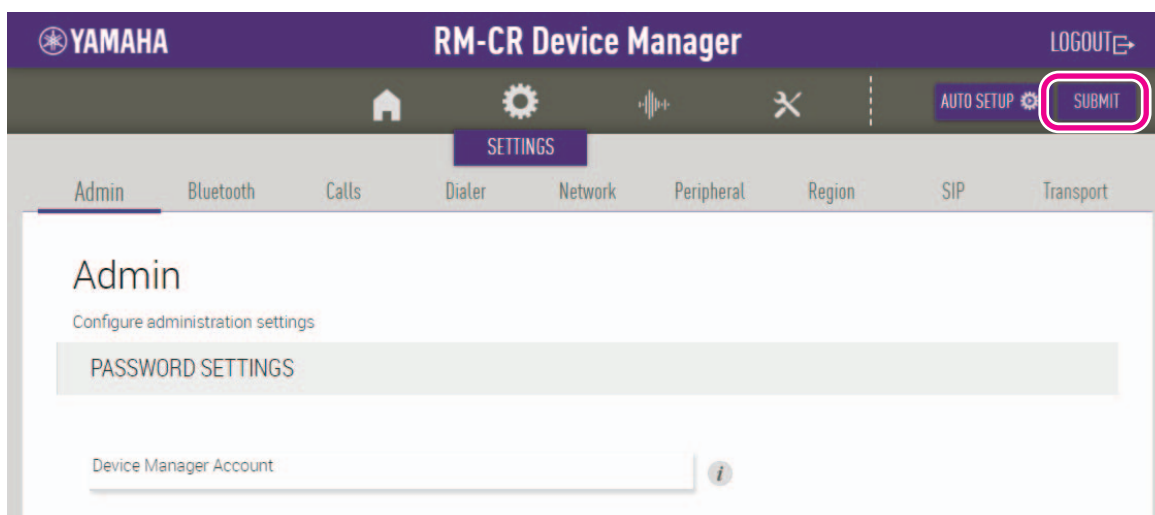 YAMAHA RM-CR Device Manager LOGOUT
AUTO SETUP SUBMIT
SETTINGS
Admin Bluetooth Calls Dialer Network Peripheral Region SIP Transport
Admin
Configure administration settings
PASSWORD SETTINGS
Device Manager Account i